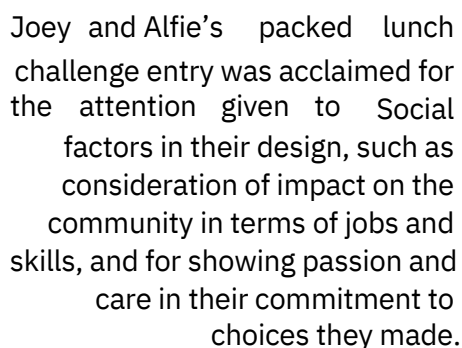 Joey and Alfie’s packed lunch
challenge entry was acclaimed for
the attention given to Social
factors in their design, such as
consideration of impact on the
community in terms of jobs and
skills, and for showing passion and
care in their commitment to
choices they made.